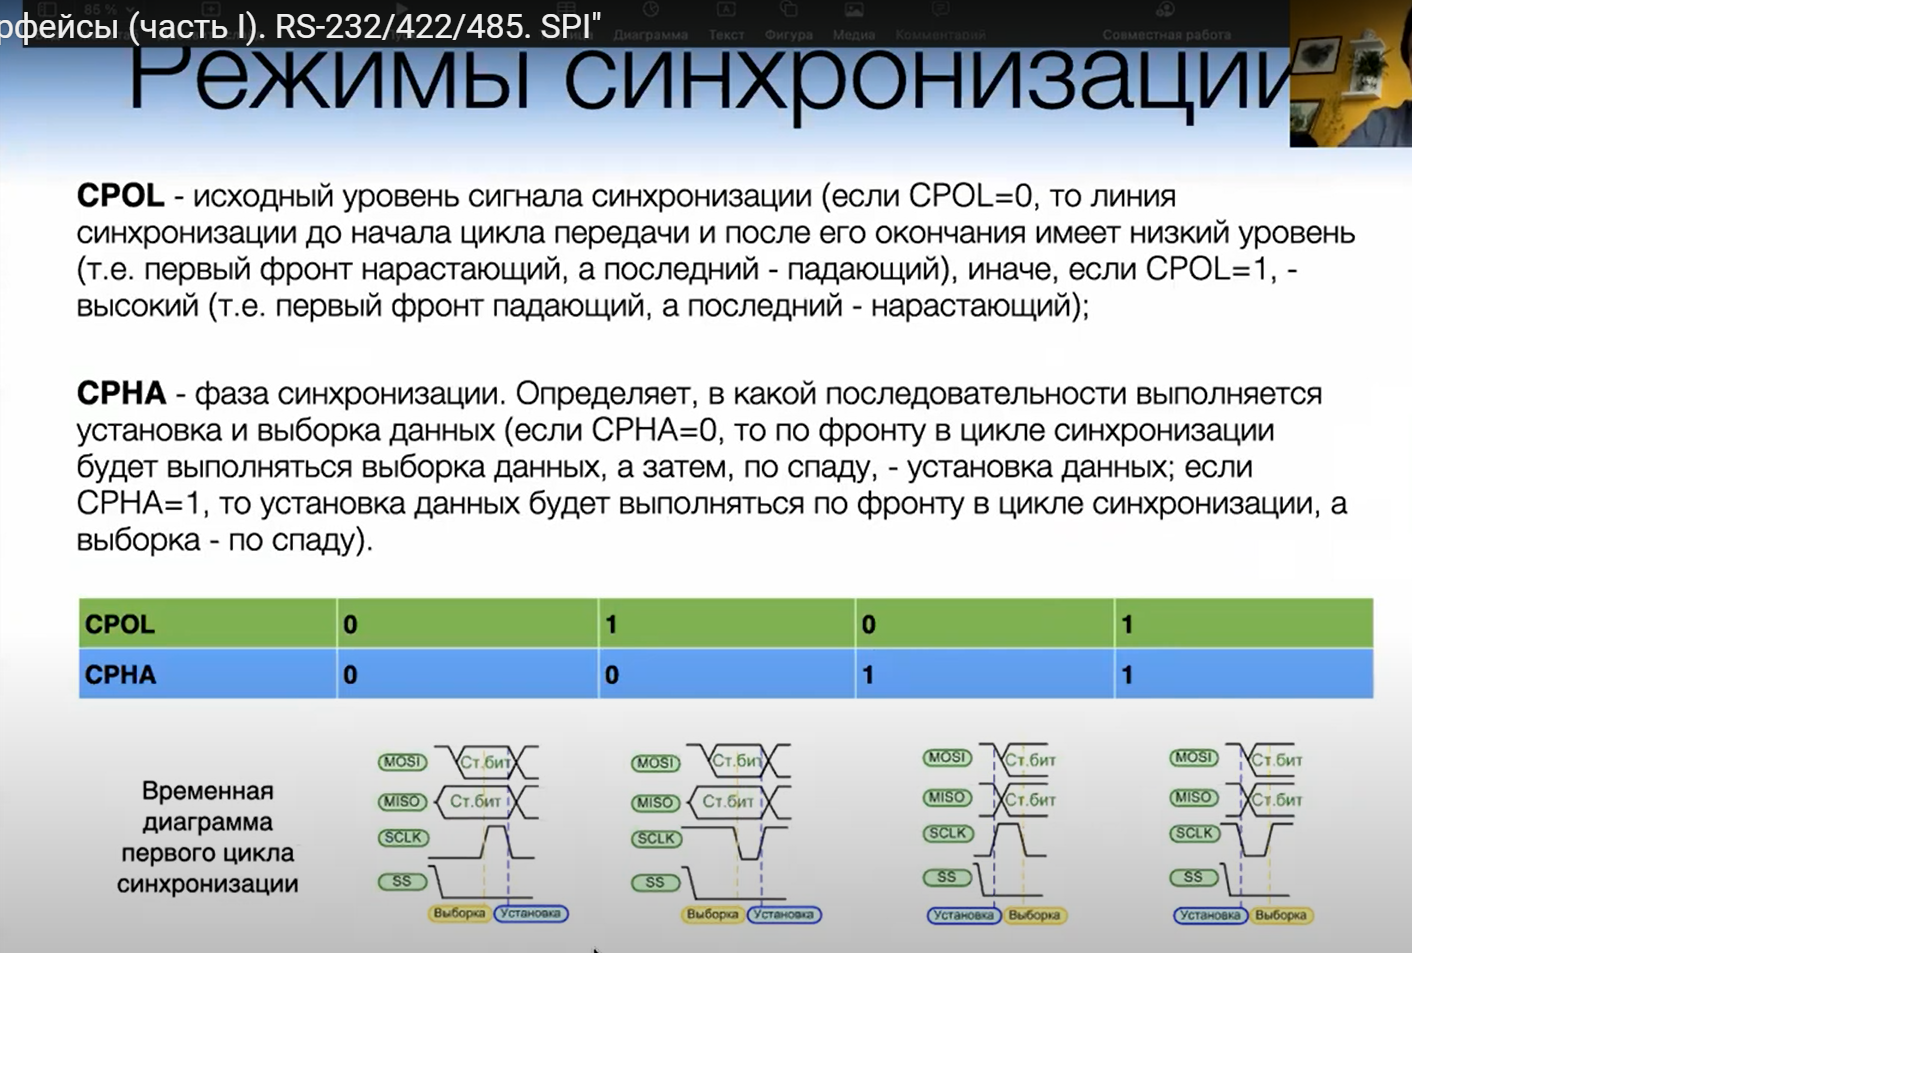 85 %
рфейсы (часть I). RS-232/422/485. SPI"
Диаграмма Текст Фигура Медиа Комментарий Совместная работа
Режимы синхронизации
CPOL - исходный уровень сигнала синхронизации (если CPOL=0, то линия
синхронизации до начала цикла передачи и после его окончания имеет низкий уровень
(т.е. первый фронт нарастающий, а последний - падающий), иначе, если CPOL=1, -
высокий (т.е. первый фронт падающий, а последний - нарастающий);
CPHA - фаза синхронизации. Определяет, в какой последовательности выполняется
установка и выборка данных (если CPHA=0, то по фронту в цикле синхронизации
будет выполняться выборка данных, а затем, по спаду, - установка данных; если
CPHA=1, то установка данных будет выполняться по фронту в цикле синхронизации, а
выборка - по спаду).
CPOL 0 1 0 1
CPHA 0 0 1 1
Временная
диаграмма
первого цикла
синхронизации
MOSI Ст.бит
MISO Ст.бит
SCLK
SS
Выборка Установка
MOSI Ст.бит
MISO Ст.бит
SCLK
SS
Выборка Установка
MOSI Ст.бит
MISO Ст.бит
SCLK
SS
Установка Выборка
MOSI Ст.бит
MISO Ст.бит
SCLK
SS
Установка Выборка